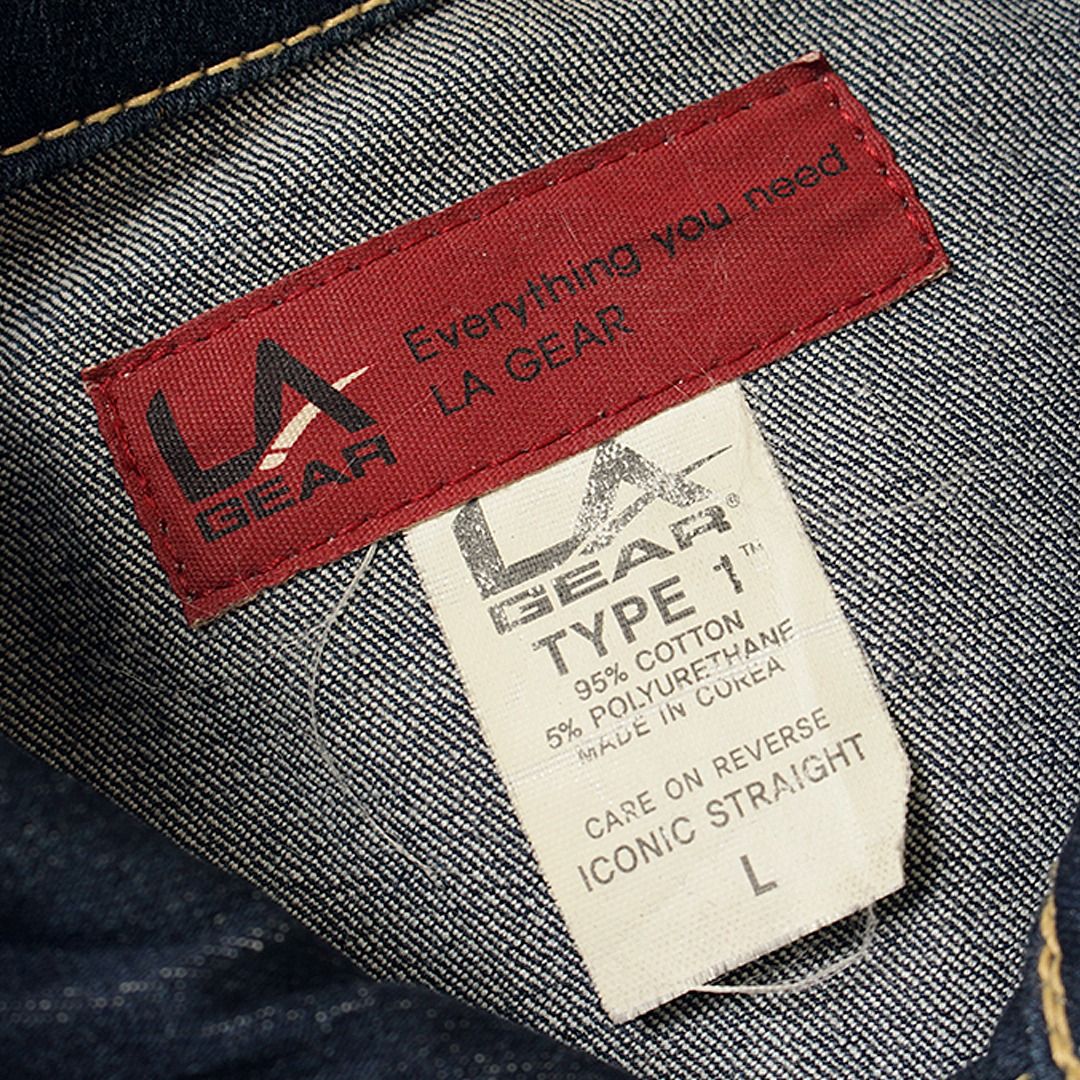 LA
GEAR
Everything you need
LA GEAR
LA
GEAR®
TYPE 1™
95% COTTON
5% POLYURETHANE
MADE IN COREA
CARE ON REVERSE
ICONIC STRAIGHT
L